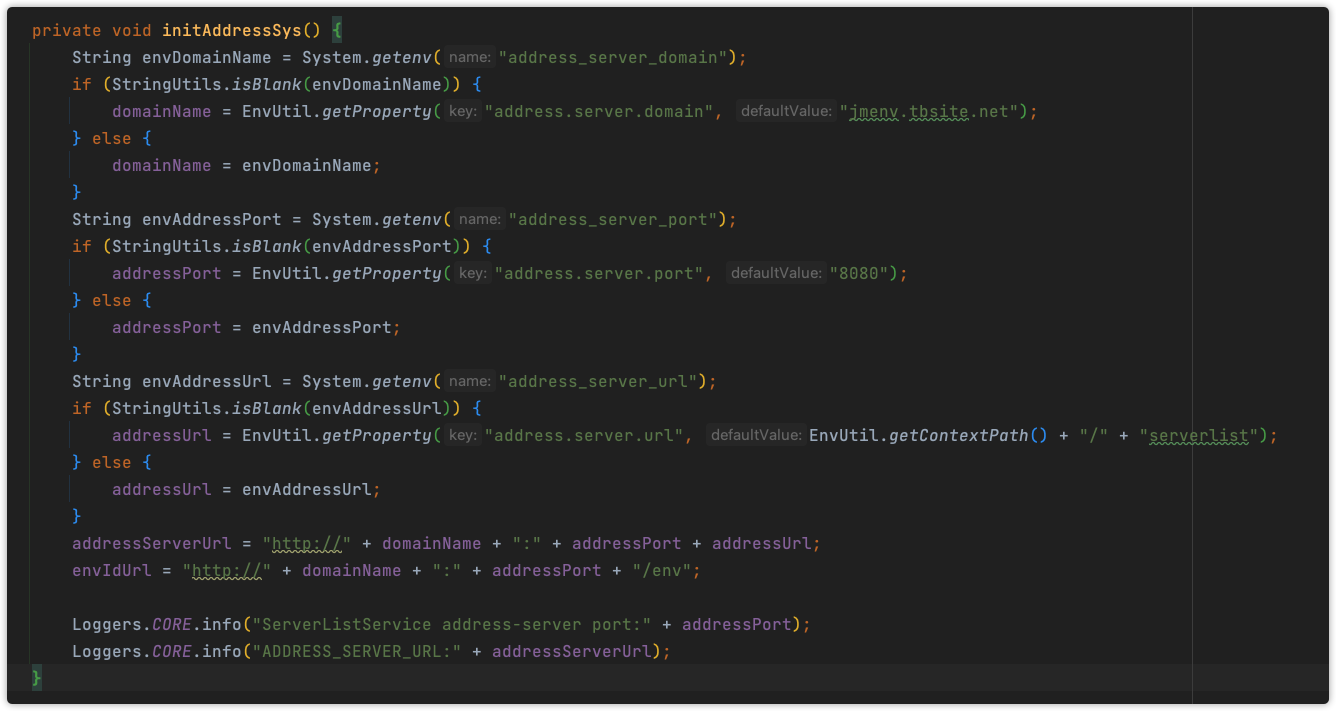 private void initAddressSys() {
    String envDomainName = System.getenv( name: "address_server_domain");
    if (StringUtils.isBlank(envDomainName)) {
        domainName = EnvUtil.getProperty( key: "address.server.domain", defaultValue: "jmenv.tbsite.net");
    } else {
        domainName = envDomainName;
    }
    String envAddressPort = System.getenv( name: "address_server_port");
    if (StringUtils.isBlank(envAddressPort)) {
        addressPort = EnvUtil.getProperty( key: "address.server.port", defaultValue: "8080");
    } else {
        addressPort = envAddressPort;
    }
    String envAddressUrl = System.getenv( name: "address_server_url");
    if (StringUtils.isBlank(envAddressUrl)) {
        addressUrl = EnvUtil.getProperty( key: "address.server.url", defaultValue: EnvUtil.getContextPath() + "/" + "serverlist");
    } else {
        addressUrl = envAddressUrl;
    }
    addressServerUrl = "http://" + domainName + ":" + addressPort + addressUrl;
    envIdUrl = "http://" + domainName + ":" + addressPort + "/env";

    Loggers.CORE.info("ServerListService address-server port:" + addressPort);
    Loggers.CORE.info("ADDRESS_SERVER_URL:" + addressServerUrl);
}